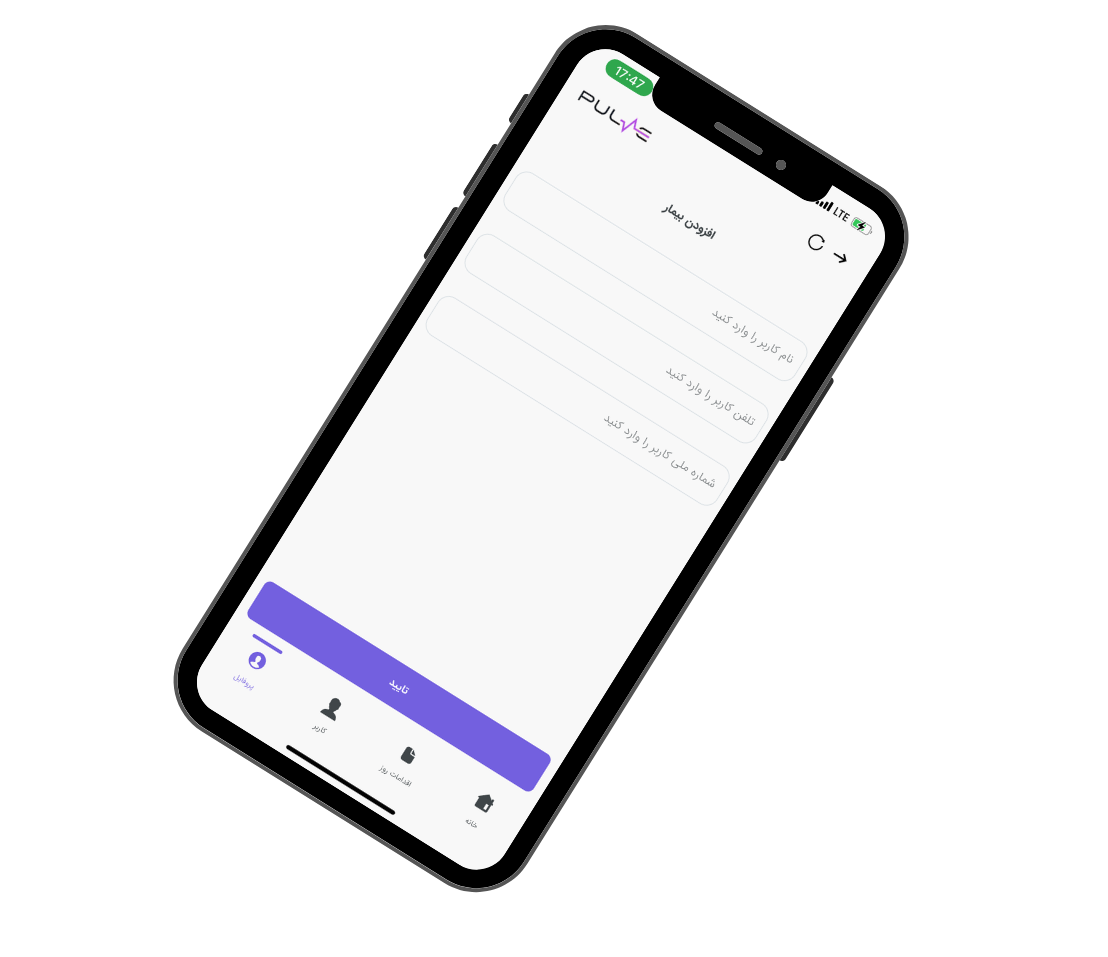 17:47
LTE
PULSE
افزودن بیمار
نام کاربر را وارد کنید
تلفن کاربر را وارد کنید
شماره ملی کاربر را وارد کنید
تایید
خانه
اقدامات روز
کاربر
پروفایل